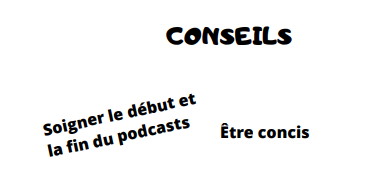 CONSEILS
Soigner le début et
la fin du podcasts
Être concis